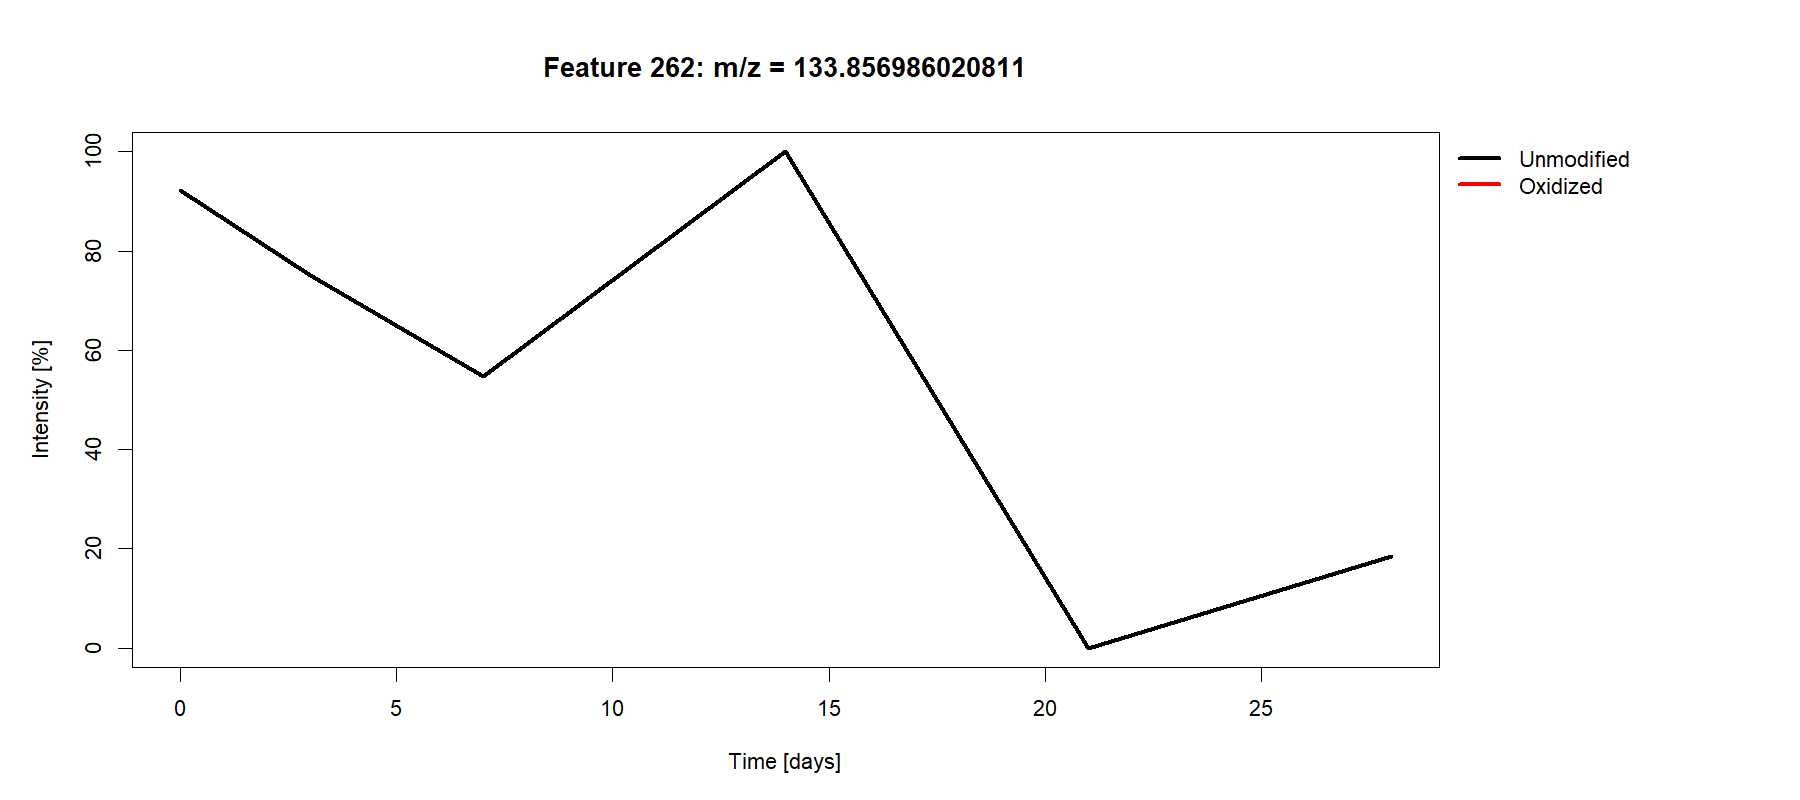 Feature 262: m/z = 133.856986020811
Unmodified
Oxidized
Intensity [%]
100
80
60
40
20
0
0 5 10 15 20 25
Time [days]